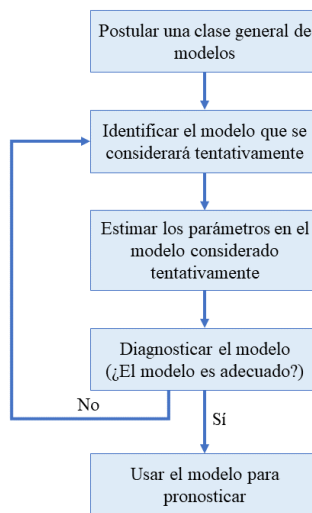 Postular una clase general de
modelos
Identificar el modelo que se
considerará tentativamente
Estimar los parámetros en el
modelo considerado
tentativamente
Diagnosticar el modelo
(¿El modelo es adecuado?)
No
Sí
Usar el modelo para
pronosticar